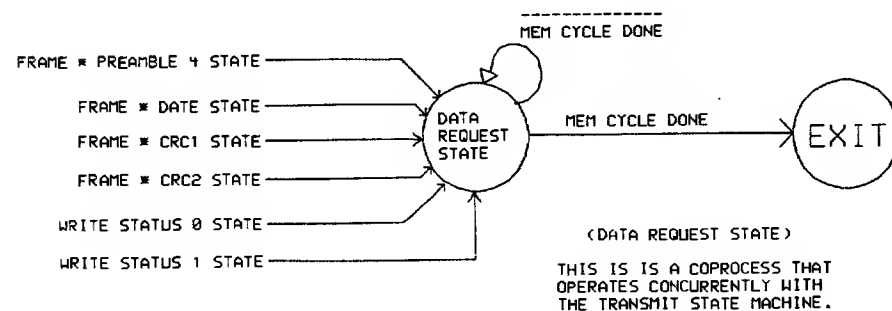 MEM CYCLE DONE
FRAME * PREAMBLE 4 STATE
FRAME * DATE STATE
FRAME * CRC1 STATE
FRAME * CRC2 STATE
WRITE STATUS 0 STATE
WRITE STATUS 1 STATE
DATA
REQUEST
STATE
MEM CYCLE DONE
EXIT
(DATA REQUEST STATE)
THIS IS IS A COPROCESS THAT
OPERATES CONCURRENTLY WITH
THE TRANSMIT STATE MACHINE.